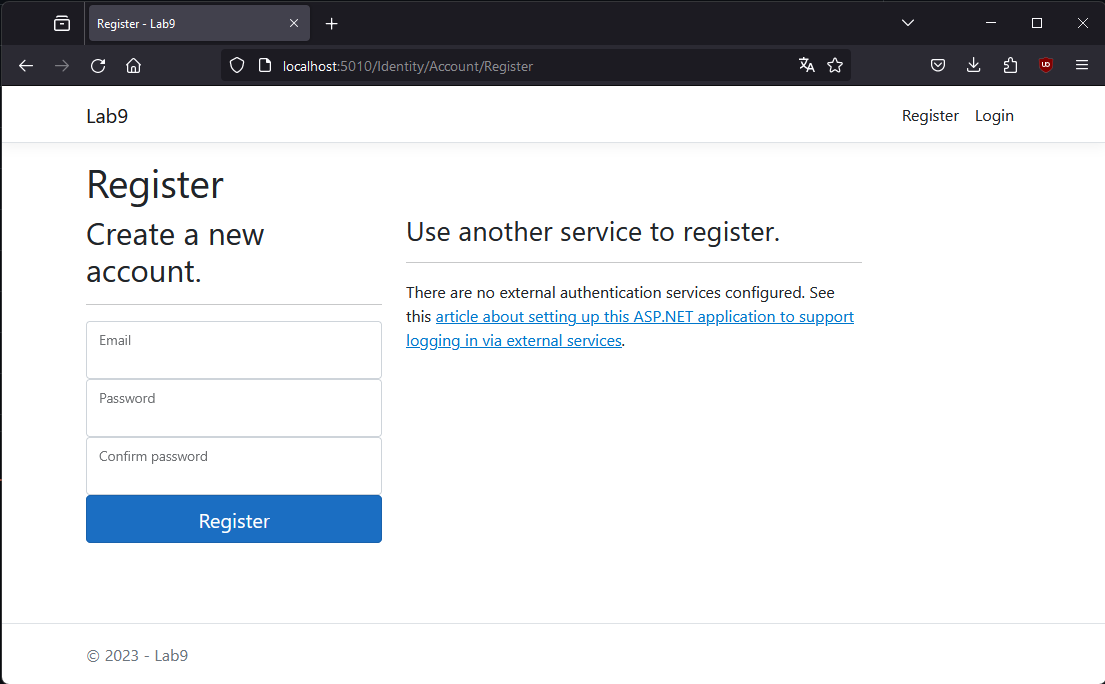 Register - Lab9
localhost:5010/Identity/Account/Register
Lab9
Register
Login
Register
Create a new
account.
Email
Password
Confirm password
Register
Use another service to register.
There are no external authentication services configured. See
this article about setting up this ASP.NET application to support
logging in via external services.
© 2023 - Lab9